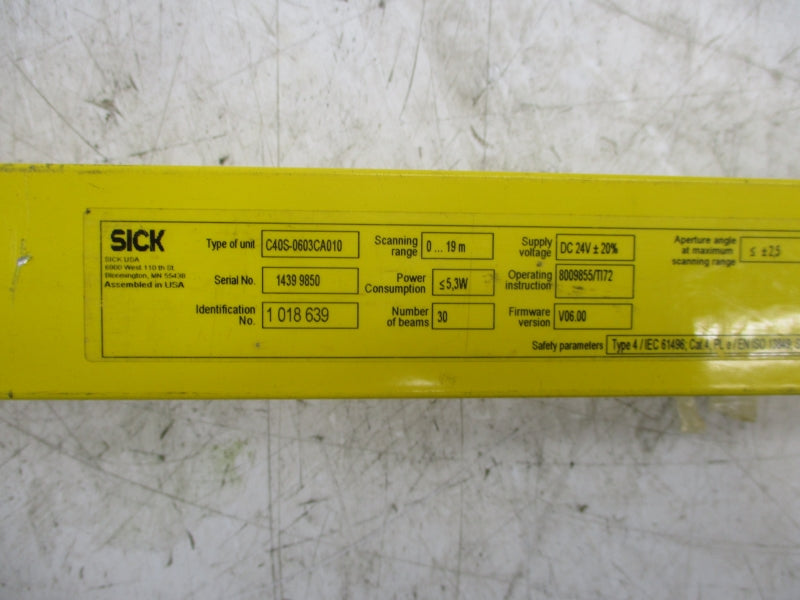 SICK
SICK USA
6900 West 110 th St.
Bloomington, MN 55438
Assembled in USA
Type of unit C40S-0603CA010
Serial No. 1439 9850
Identification No. 1 018 639
Scanning range 0 ... 19 m
Power Consumption ≤ 5,3W
Number of beams 30
Supply voltage DC 24V ± 20%
Operating instruction 8009855/TI72
Firmware version V06.00
Aperture angle at maximum scanning range ≤ ±2,5
Safety parameters Type 4 / IEC 61496, Cat 4, PL e / EN ISO 13849, S